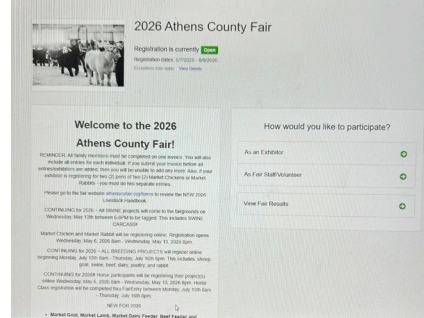 2026 Athens County Fair
Registration is currently Open
Registration dates: 5/7/2025 - 8/9/2026
View Details
Welcome to the 2026
Athens County Fair!
REMINDER: All family members must be completed on one invoice. You will also
include all entries for each individual. If you submit your invoice before all
entries/exhibitors are added, then you will be unable to add any more. Also, if your
exhibitor is registering for two (2) pens of two (2) Market Chickens or Market
Rabbits - you must do two separate entries.
Please go to the fair website to review the NEW 2026
Livestock Handbook.
CONTINUING for 2026 - All SWINE projects will come to the fairgrounds on
Wednesday, May 13th between 5-8PM to be tagged. This includes SWINE
CARCASS!!
Market Chicken and Market Rabbit will be registering online. Registration opens
Wednesday, May 6, 2026 8am - Wednesday, May 13, 2026 8pm.
CONTINUING for 2026 - ALL BREEDING PROJECTS will register online
beginning Monday, July 13th 8am - Thursday, July 16th 8pm. This includes: sheep,
goat, swine, beef, dairy, poultry, and rabbit.
CONTINUING for 2026!! Horse participants will be registering their project(s)
online Wednesday, May 6, 2026 8am - Wednesday, May 13, 2026 8pm. Horse
Class registration will be completed thru FairEntry between Monday, July 13th 8am
- Thursday, July 16th 8pm.
NEW FOR 2026
• Market Goat, Market Lamb, Market Dairy Feeder, Beef Feeder and
How would you like to participate?
As an Exhibitor
As Fair Staff/Volunteer
View Fair Results